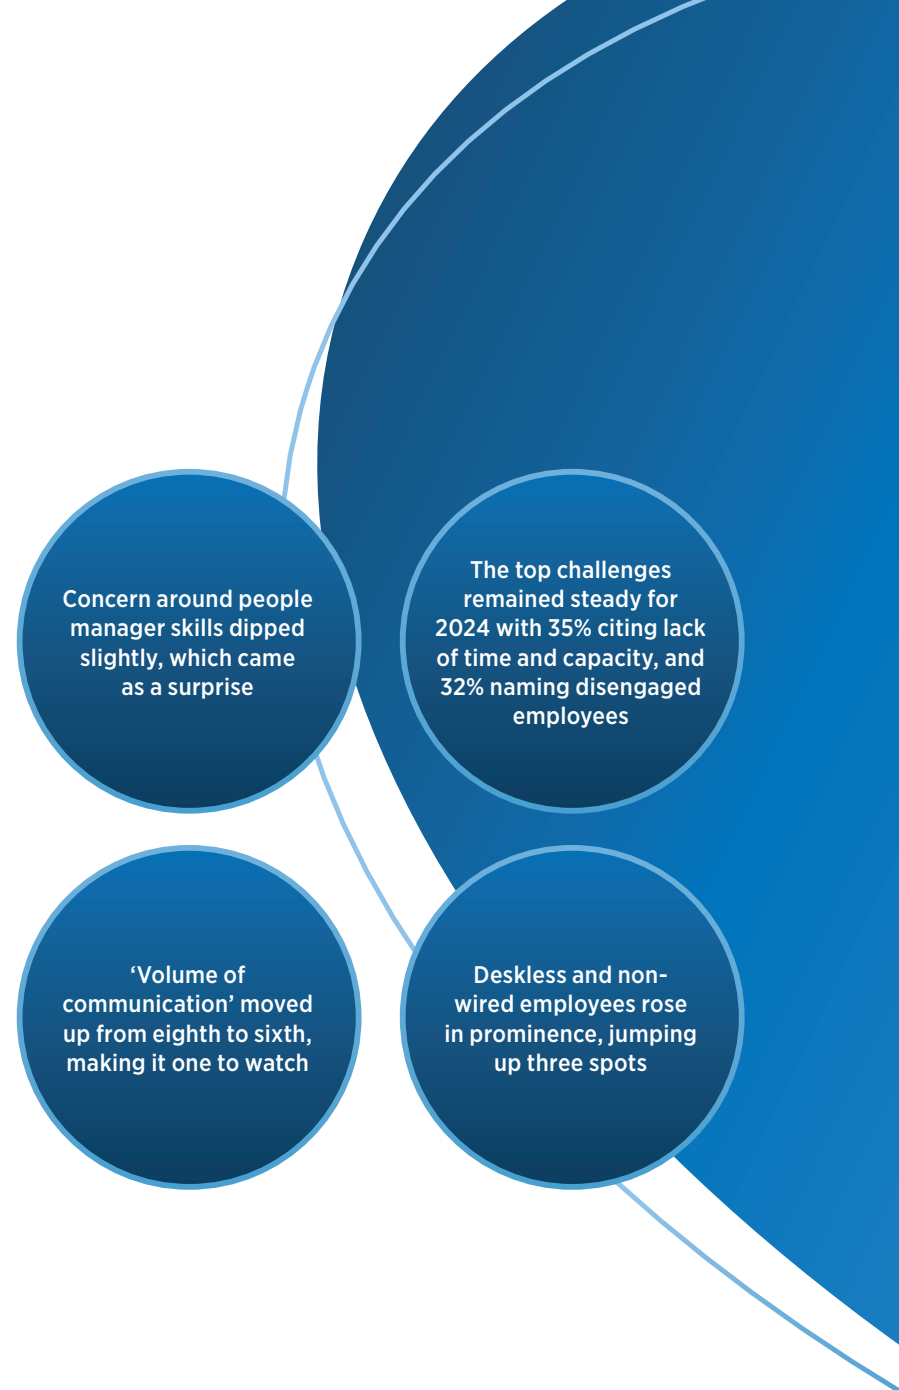 Concern around people
manager skills dipped
slightly, which came
as a surprise
The top challenges
remained steady for
2024 with 35% citing lack
of time and capacity, and
32% naming disengaged
employees
‘Volume of
communication’ moved
up from eighth to sixth,
making it one to watch
Deskless and non-
wired employees rose
in prominence, jumping
up three spots